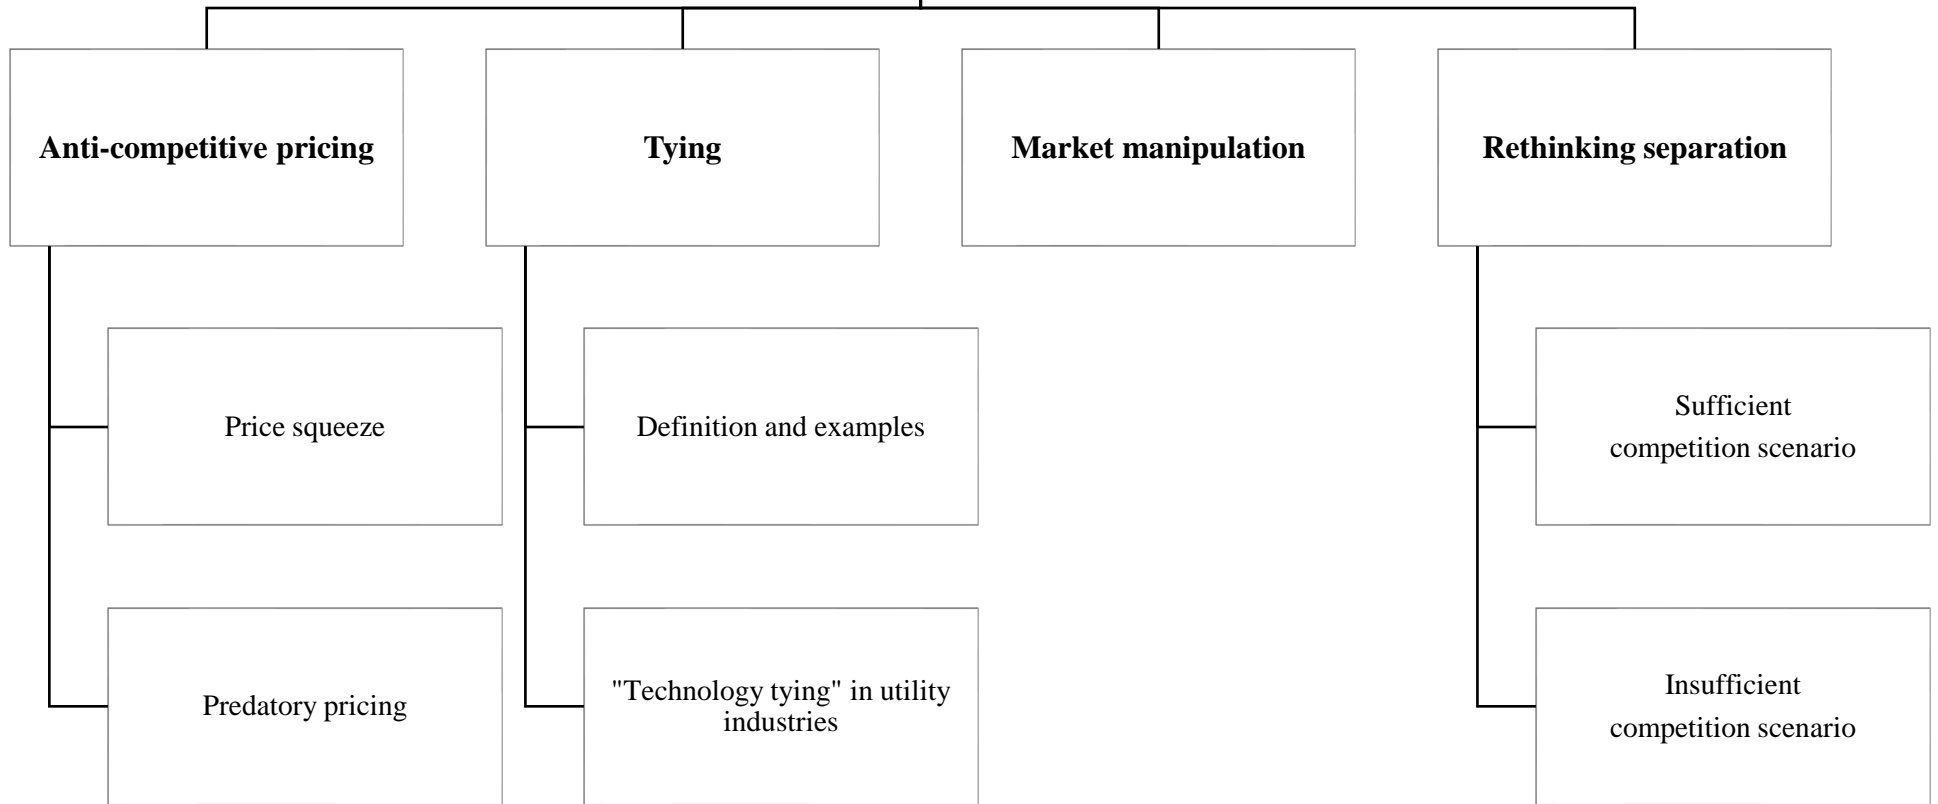 Anti-competitive pricing
Tying
Market manipulation
Rethinking separation
Price squeeze
Definition and examples
Sufficient
competition scenario
Predatory pricing
"Technology tying" in utility
industries
Insufficient
competition scenario